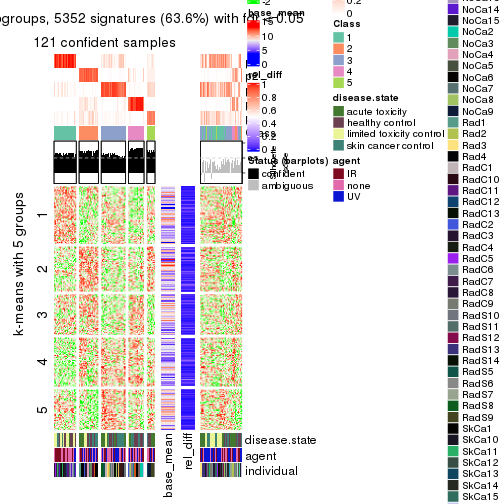 groups, 5352 signatures (63.6%) with f < 0.05
121 confident samples
k-means with 5 groups
1
2
3
4
5
disease.state
agent
individual
base_mean
rel_diff
base_mean
15
10
5
0
rel_diff
1
0.8
0.6
0.4
0.2
0
Status (barplots)
confident
ambiguous
-2
0.2
0
Class
1
2
3
4
5
disease.state
acute toxicity
healthy control
limited toxicity control
skin cancer control
agent
IR
none
UV
NoCa14
NoCa15
NoCa2
NoCa3
NoCa4
NoCa5
NoCa6
NoCa7
NoCa8
NoCa9
Rad1
Rad2
Rad3
Rad4
RadC1
RadC10
RadC11
RadC12
RadC13
RadC2
RadC3
RadC4
RadC5
RadC6
RadC7
RadC8
RadC9
RadS10
RadS11
RadS12
RadS13
RadS14
RadS5
RadS6
RadS7
RadS8
RadS9
SkCa1
SkCa10
SkCa11
SkCa12
SkCa13
SkCa14
SkCa15